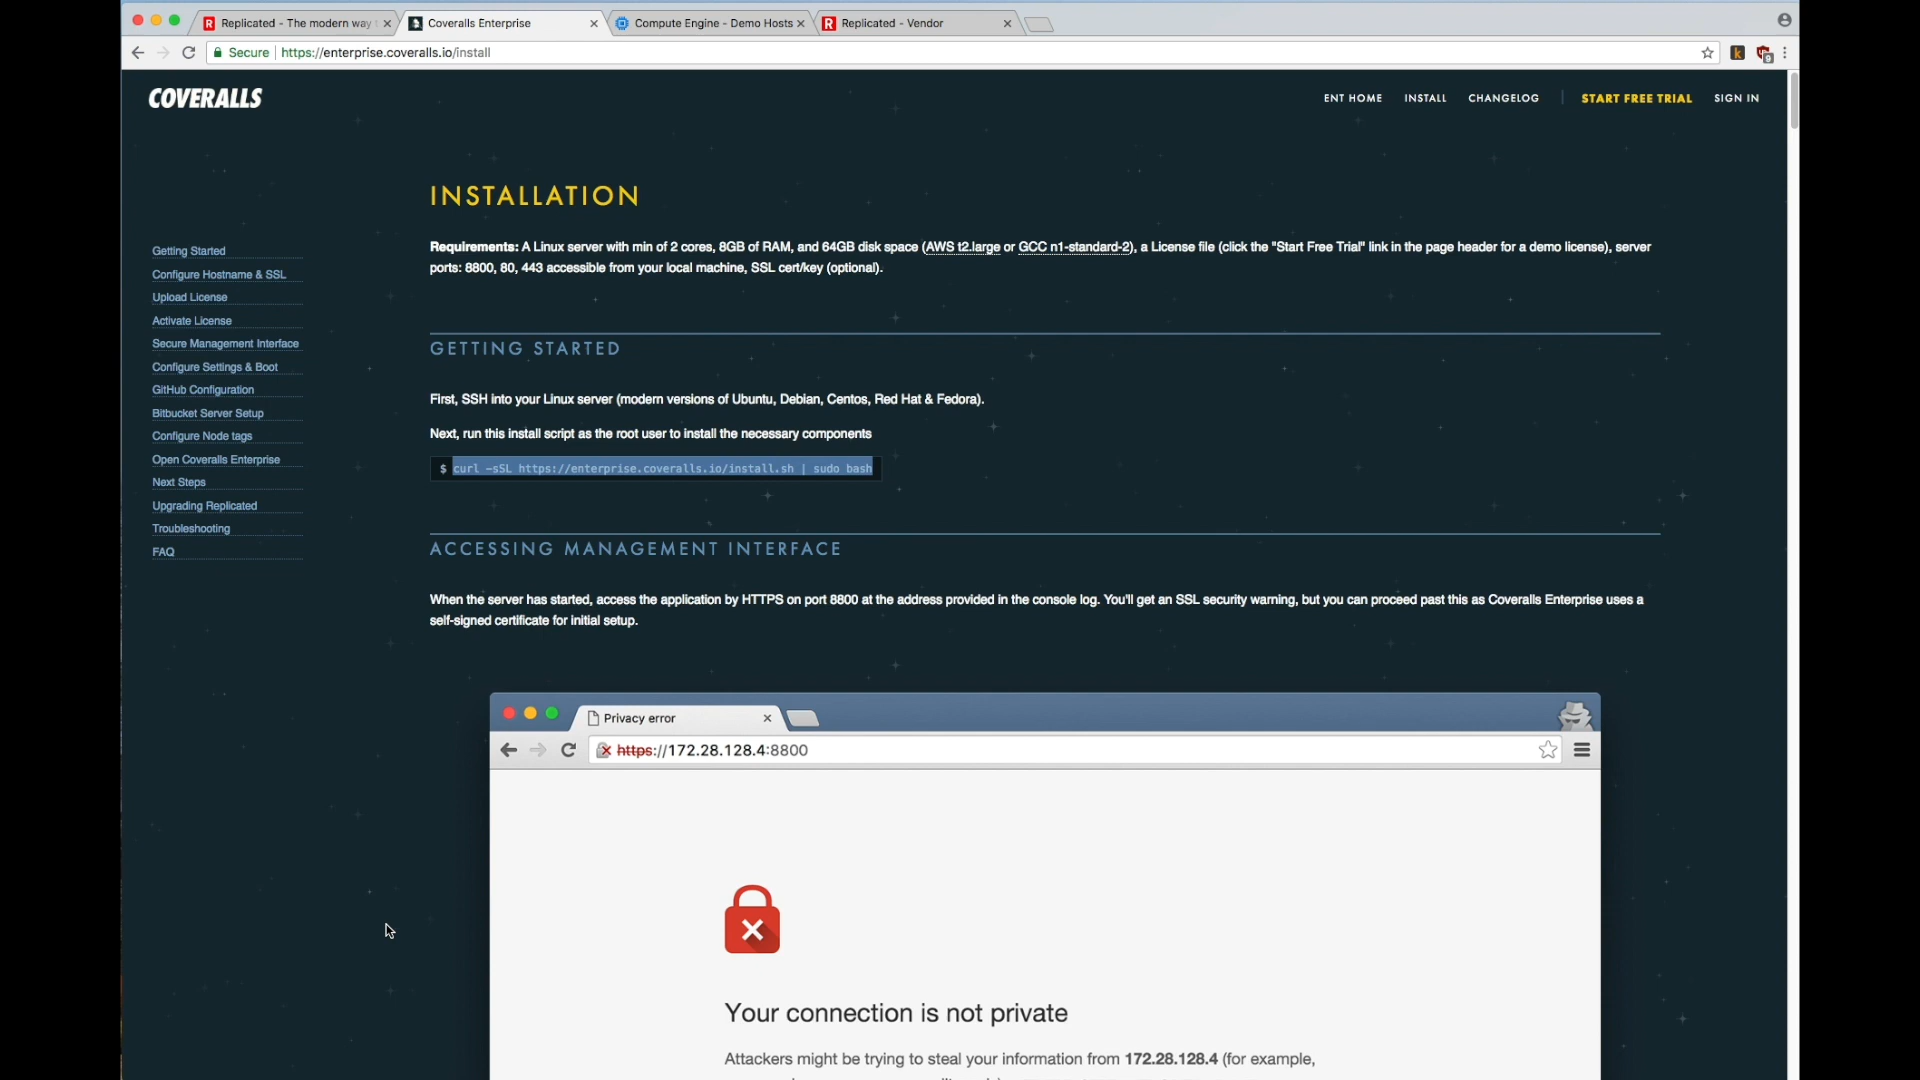 Replicated - The modern way t
Coveralls Enterprise
Compute Engine - Demo Hosts
Replicated - Vendor
Secure https://enterprise.coveralls.io/install
COVERALLS
ENT HOME
INSTALL
CHANGELOG
START FREE TRIAL
SIGN IN
Getting Started
Configure Hostname & SSL
Upload License
Activate License
Secure Management Interface
Configure Settings & Boot
GitHub Configuration
Bitbucket Server Setup
Configure Node tags
Open Coveralls Enterprise
Next Steps
Upgrading Replicated
Troubleshooting
FAQ
INSTALLATION
Requirements: A Linux server with min of 2 cores, 8GB of RAM, and 64GB disk space (AWS t2.large or GCC n1-standard-2), a License file (click the "Start Free Trial" link in the page header for a demo license), server
ports: 8800, 80, 443 accessible from your local machine, SSL cert/key (optional).
GETTING STARTED
First, SSH into your Linux server (modern versions of Ubuntu, Debian, Centos, Red Hat & Fedora).
Next, run this install script as the root user to install the necessary components
$ curl -sSL https://enterprise.coveralls.io/install.sh | sudo bash
ACCESSING MANAGEMENT INTERFACE
When the server has started, access the application by HTTPS on port 8800 at the address provided in the console log. You'll get an SSL security warning, but you can proceed past this as Coveralls Enterprise uses a
self-signed certificate for initial setup.
Privacy error
https://172.28.128.4:8800
Your connection is not private
Attackers might be trying to steal your information from 172.28.128.4 (for example,